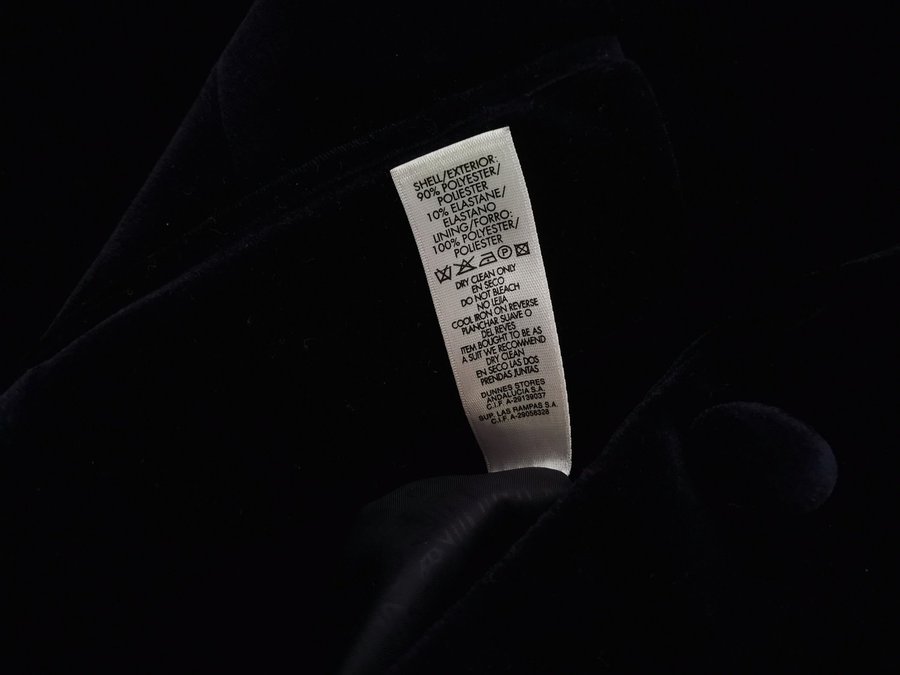 SHELL/EXTERIOR:
90% POLYESTER/
POLIESTER
10% ELASTANE/
ELASTANO
LINING/FORRO:
100% POLYESTER/
POLIESTER
P
DRY CLEAN ONLY
EN SECO
DO NOT BLEACH
NO LEJIA
COOL IRON ON REVERSE
PLANCHAR SUAVE O
DEL REVES
ITEM BOUGHT TO BE AS
A SUIT WE RECOMMEND
DRY CLEAN
EN SECO LAS DOS
PRENDAS JUNTAS
DUNNES STORES
ANDALUCIA S.A.
C.I.F. A-29139037
SUP. LAS RAMPAS S.A.
C.I.F. A-29058328